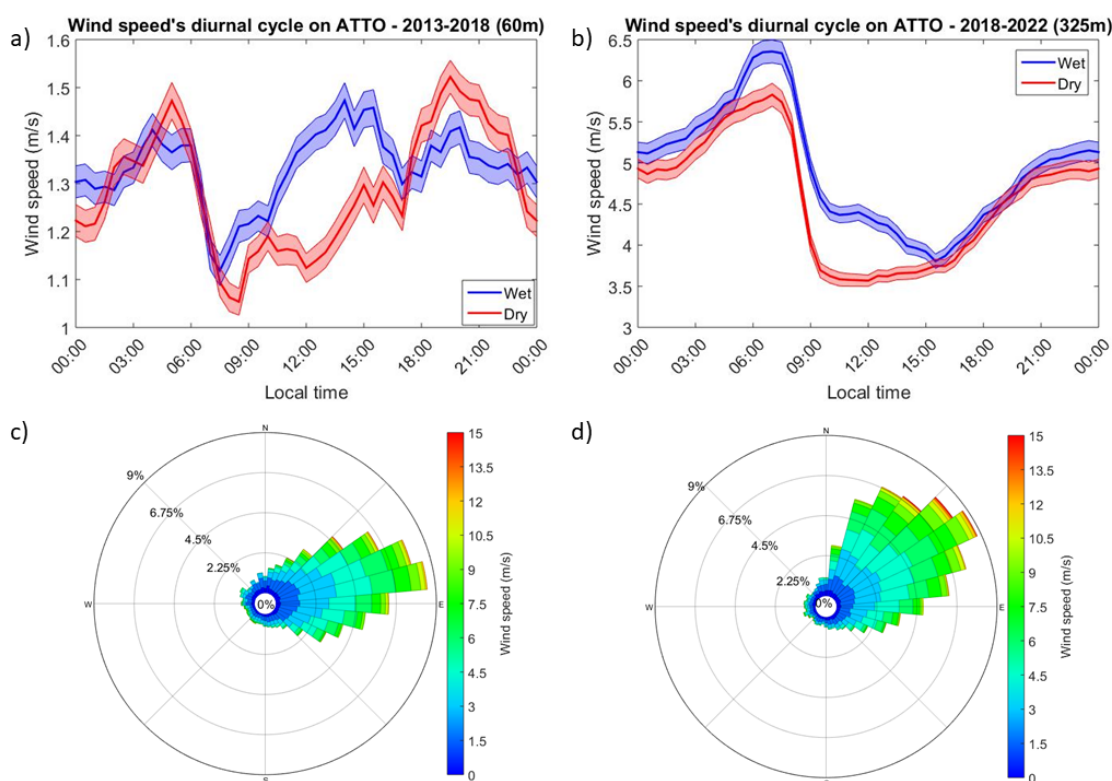 a)
Wind speed's diurnal cycle on ATTO - 2013-2018 (60m)
1.6
1.5
1.4
1.3
1.2
1.1
1
Wind speed (m/s)
Wet
Dry
00:00
03:00
06:00
09:00
12:00
15:00
18:00
21:00
00:00
Local time
b)
Wind speed's diurnal cycle on ATTO - 2018-2022 (325m)
6.5
6
5.5
5
4.5
4
3.5
3
Wind speed (m/s)
Wet
Dry
00:00
03:00
06:00
09:00
12:00
15:00
18:00
21:00
00:00
Local time
c)
N
9%
6.75%
4.5%
2.25%
0%
W
E
15
13.5
12
10.5
9
7.5
6
4.5
3
1.5
0
Wind speed (m/s)
d)
N
9%
6.75%
4.5%
2.25%
0%
W
E
15
13.5
12
10.5
9
7.5
6
4.5
3
1.5
0
Wind speed (m/s)